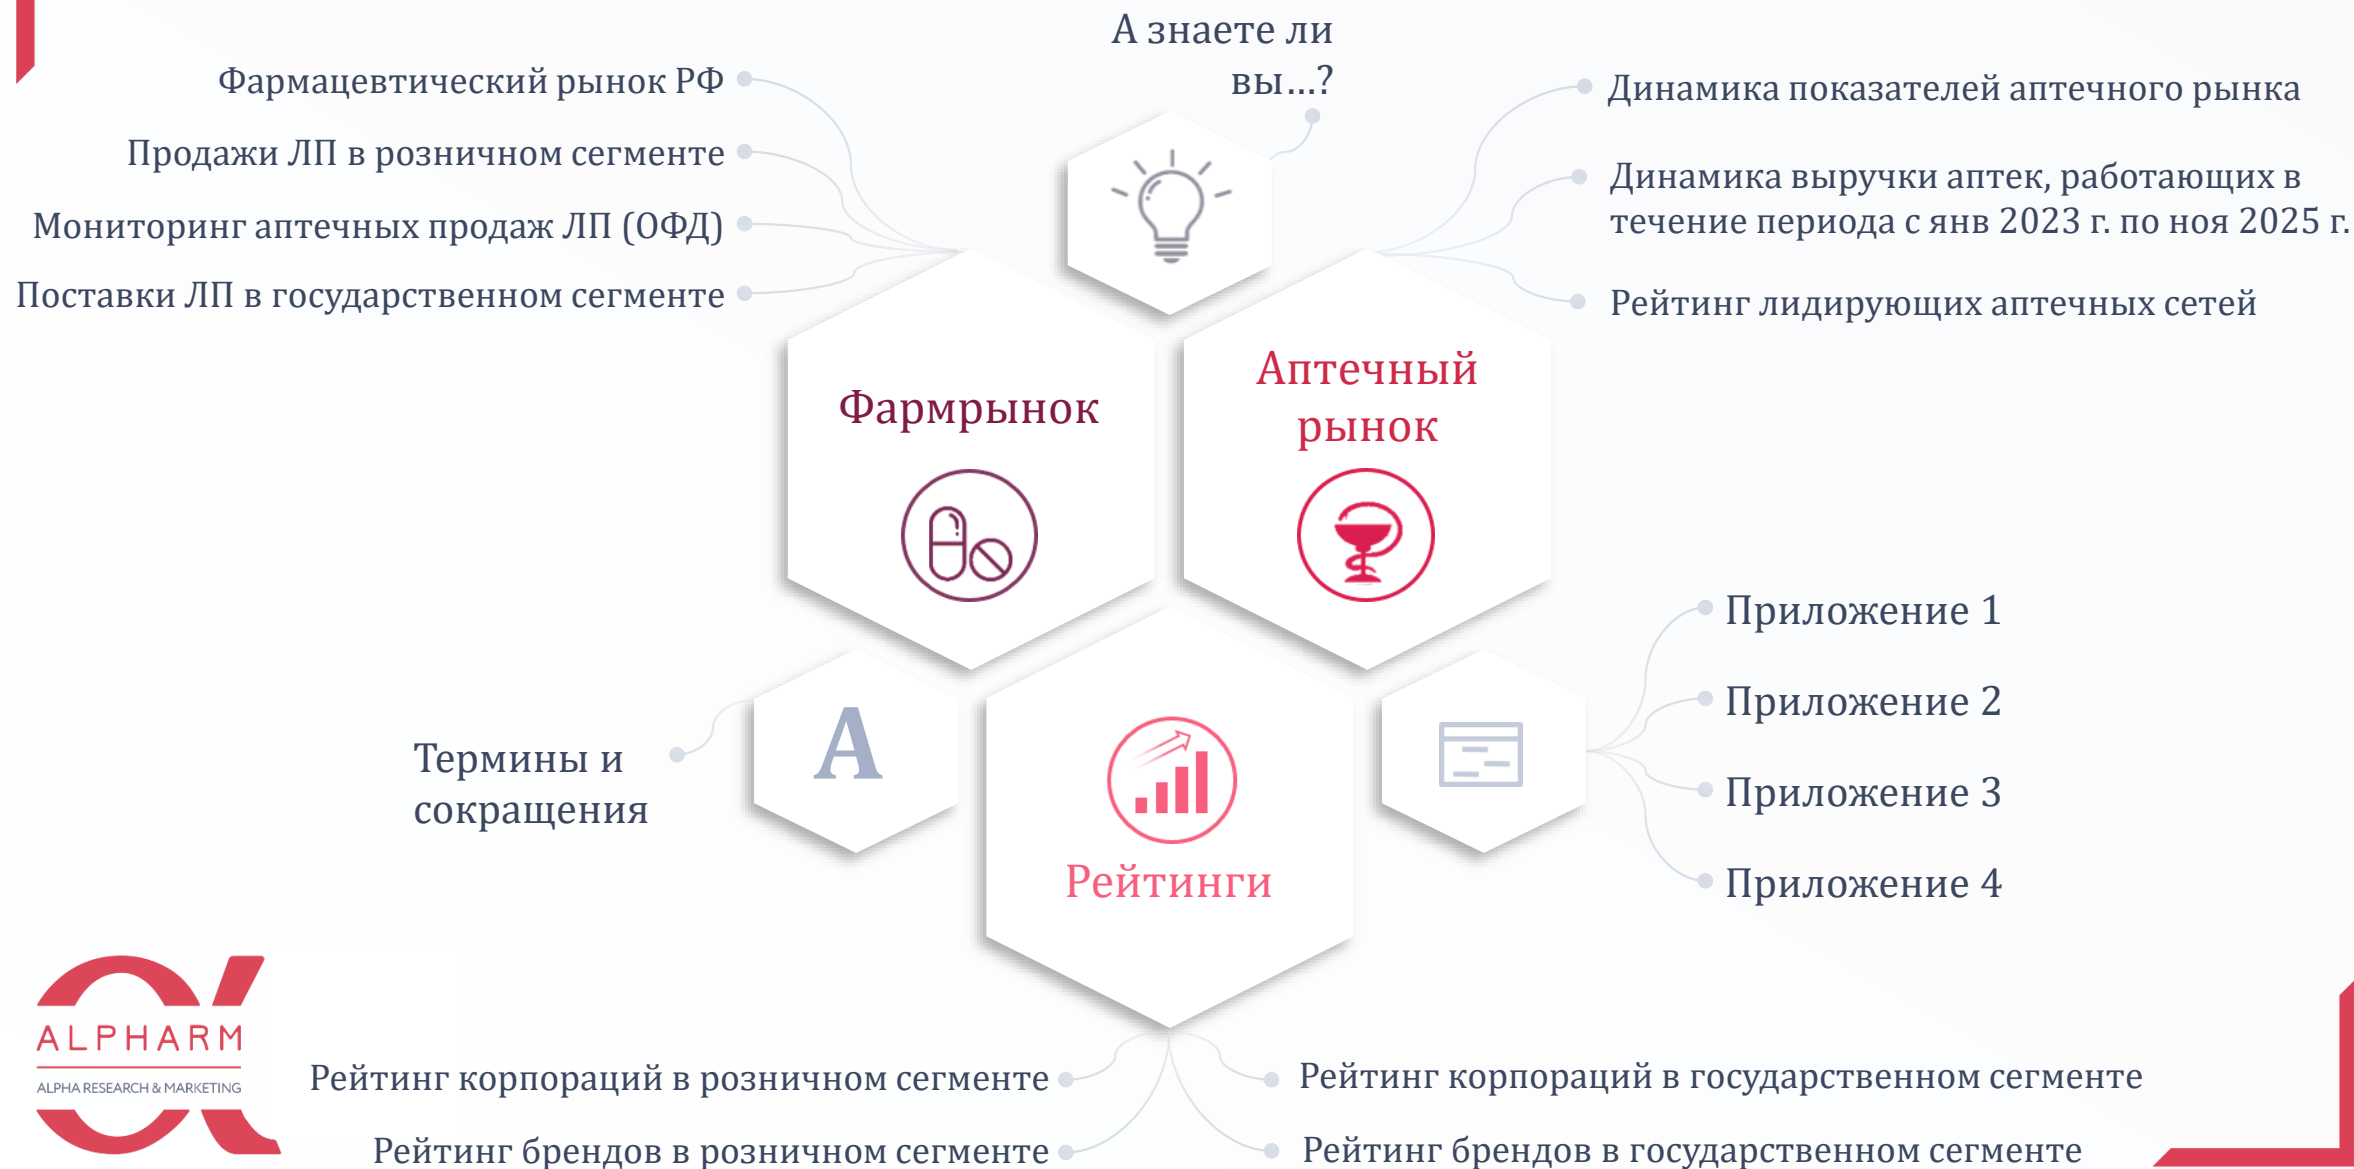 А знаете ли
вы...?
Фармацевтический рынок РФ
Продажи ЛП в розничном сегменте
Мониторинг аптечных продаж ЛП (ОФД)
Поставки ЛП в государственном сегменте
Динамика показателей аптечного рынка
Динамика выручки аптек, работающих в
течение периода с янв 2023 г. по ноя 2025 г.
Рейтинг лидирующих аптечных сетей
Фармрынок
Аптечный
рынок
Термины и
сокращения
А
Рейтинги
Приложение 1
Приложение 2
Приложение 3
Приложение 4
ALPHARM
ALPHA RESEARCH & MARKETING
Рейтинг корпораций в розничном сегменте
Рейтинг брендов в розничном сегменте
Рейтинг корпораций в государственном сегменте
Рейтинг брендов в государственном сегменте